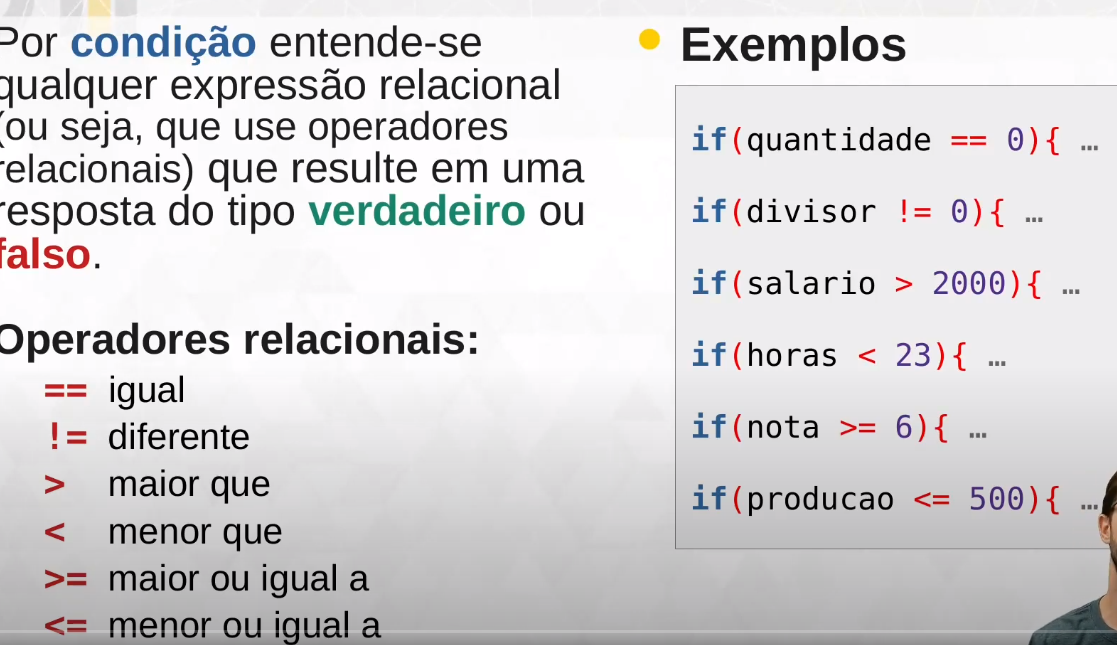 Por condição entende-se
qualquer expressão relacional
(ou seja, que use operadores
relacionais) que resulte em uma
resposta do tipo verdadeiro ou
falso.
Operadores relacionais:
== igual
!= diferente
> maior que
< menor que
>= maior ou igual a
<= menor ou igual a
Exemplos
if(quantidade == 0){ …
if(divisor != 0){ …
if(salario > 2000){ …
if(horas < 23){ …
if(nota >= 6){ …
if(producao <= 500){ …